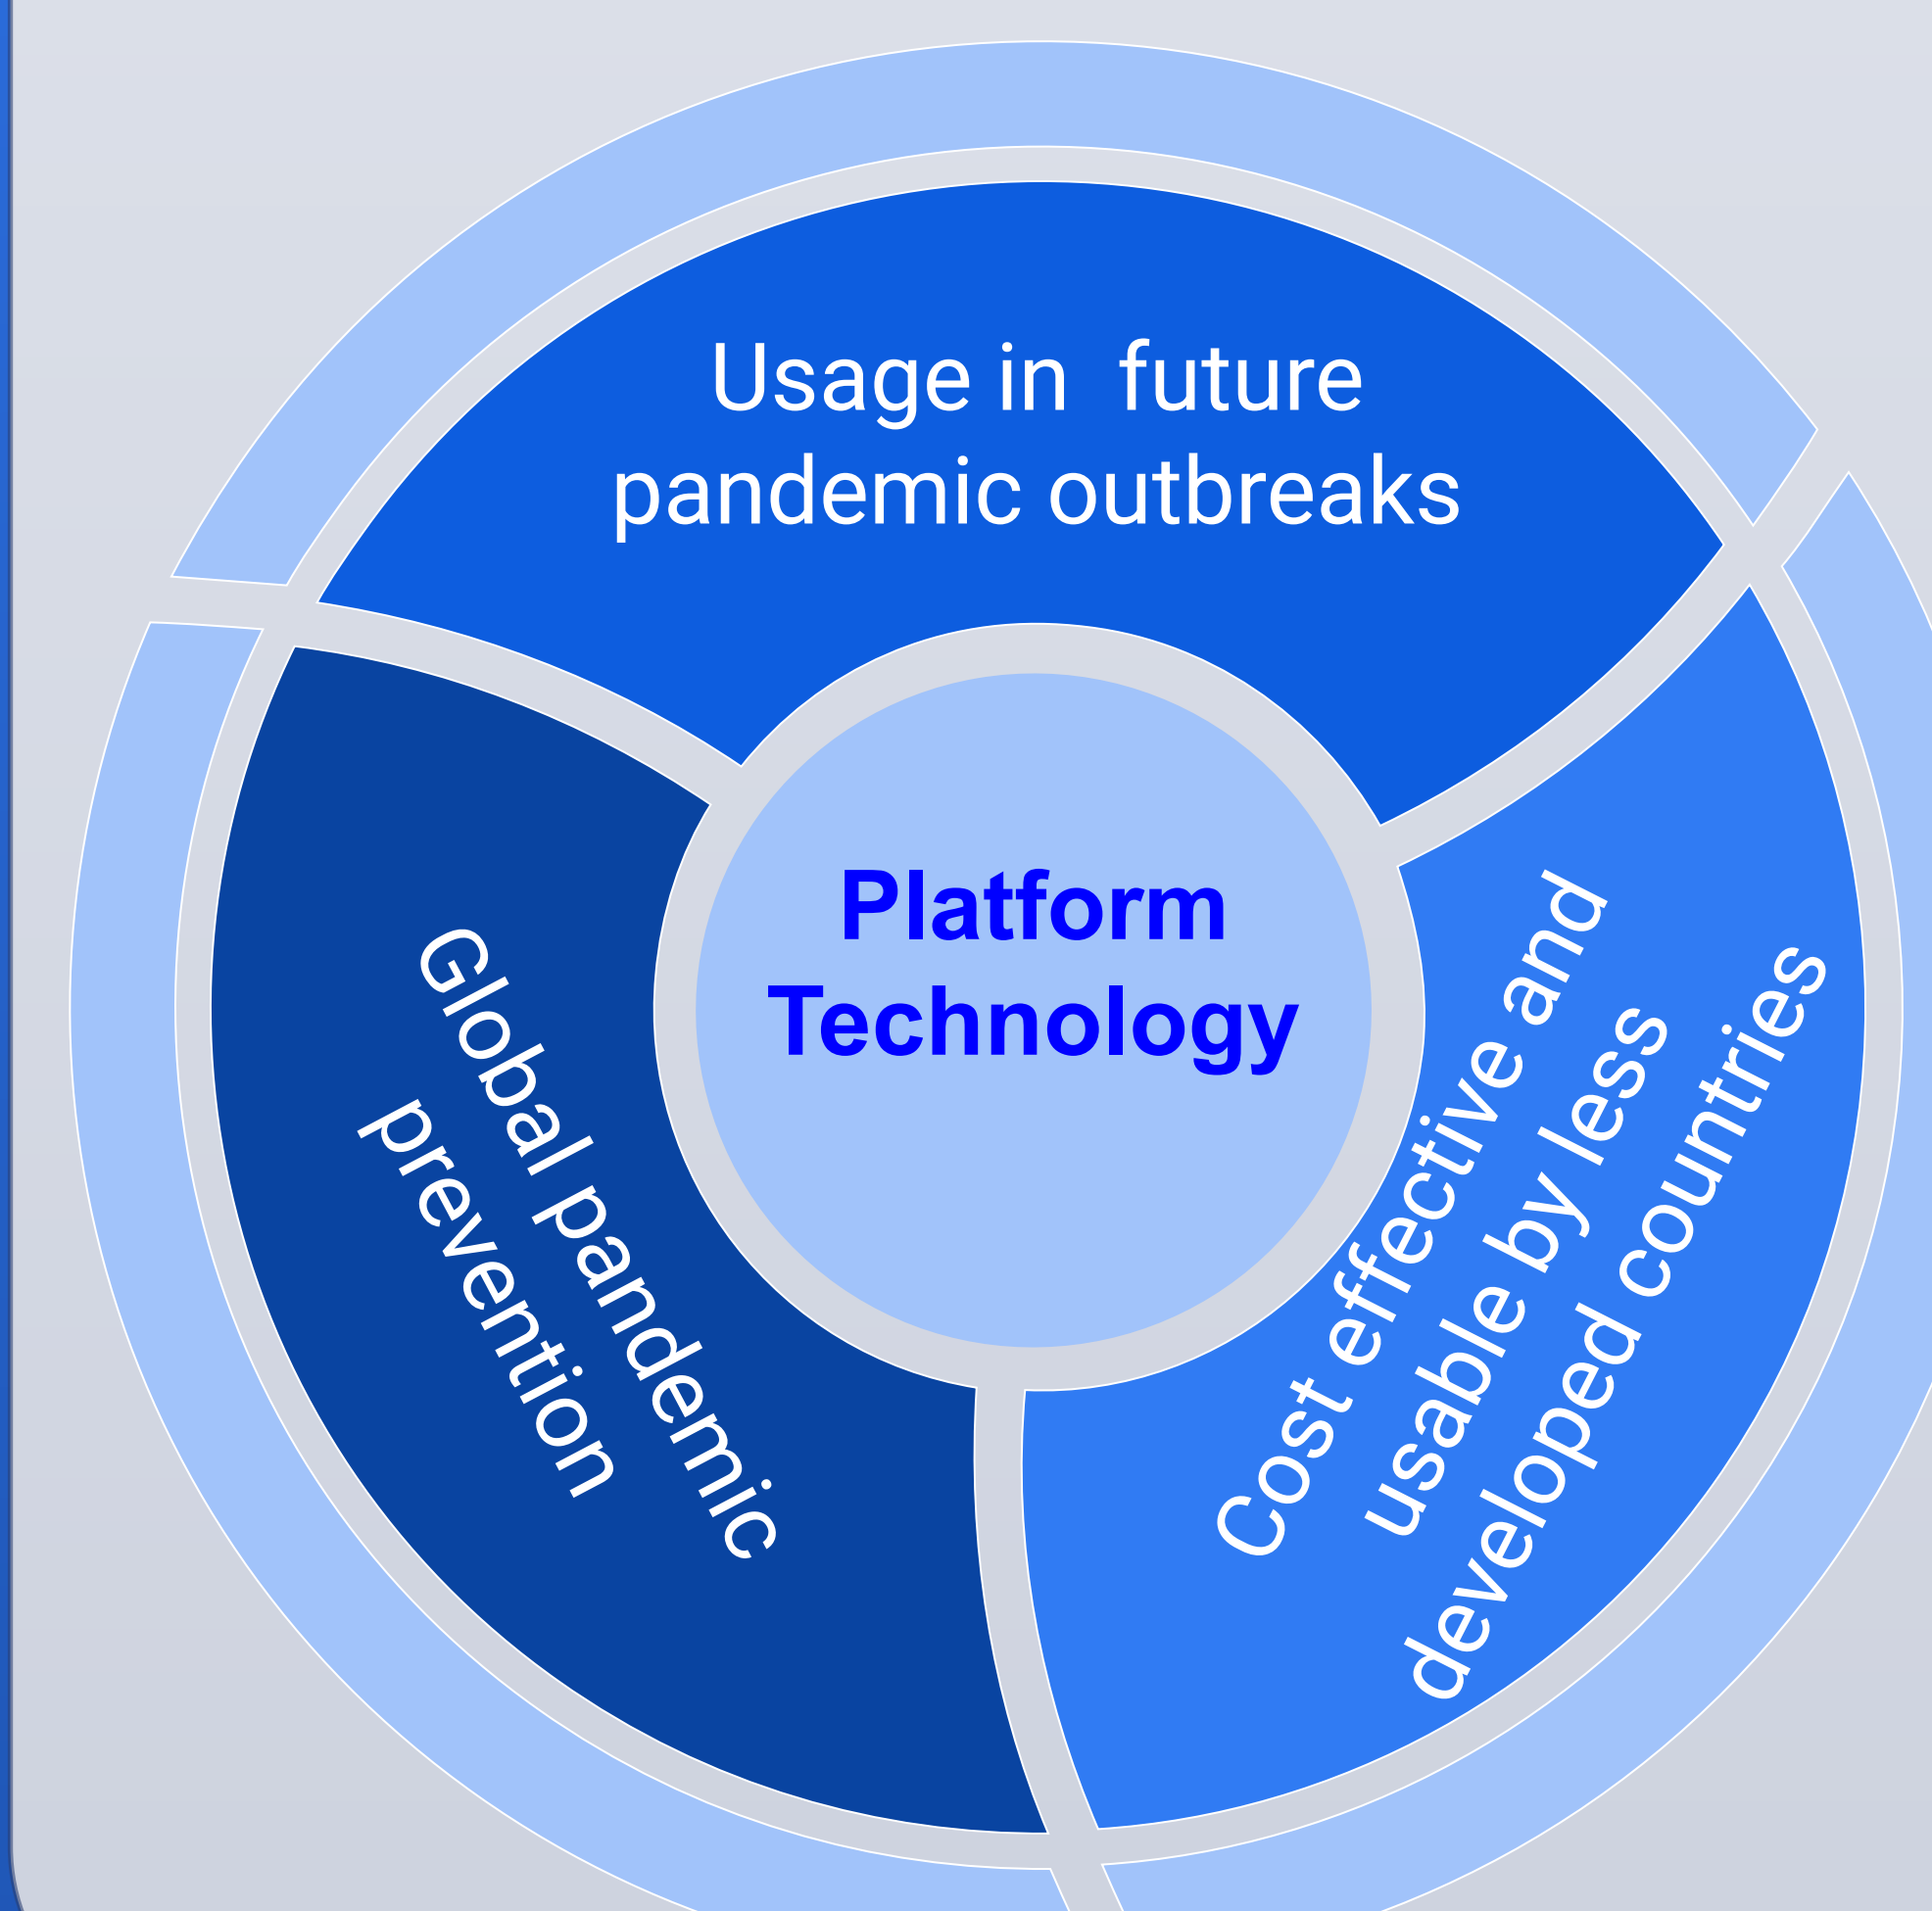 Usage in  future
pandemic outbreaks
Platform
Technology
Global pandemic
prevention
Cost effective and
usable by less
developed countries